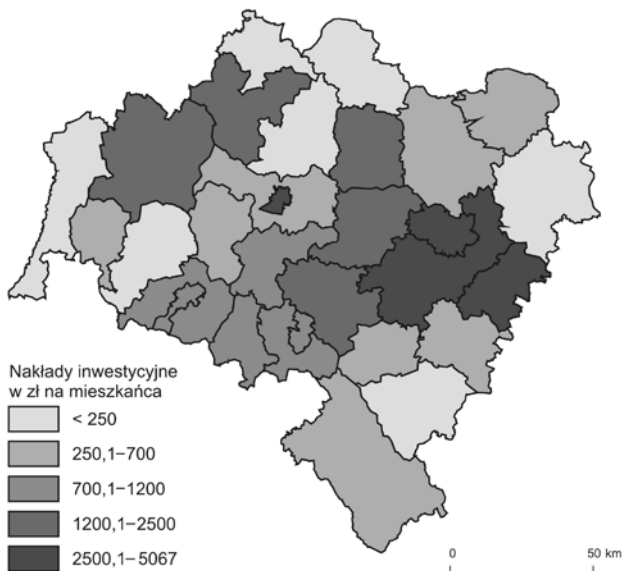 Nakłady inwestycyjne
w zł na mieszkańca
< 250
250,1–700
700,1–1200
1200,1–2500
2500,1–5067
0 50 km